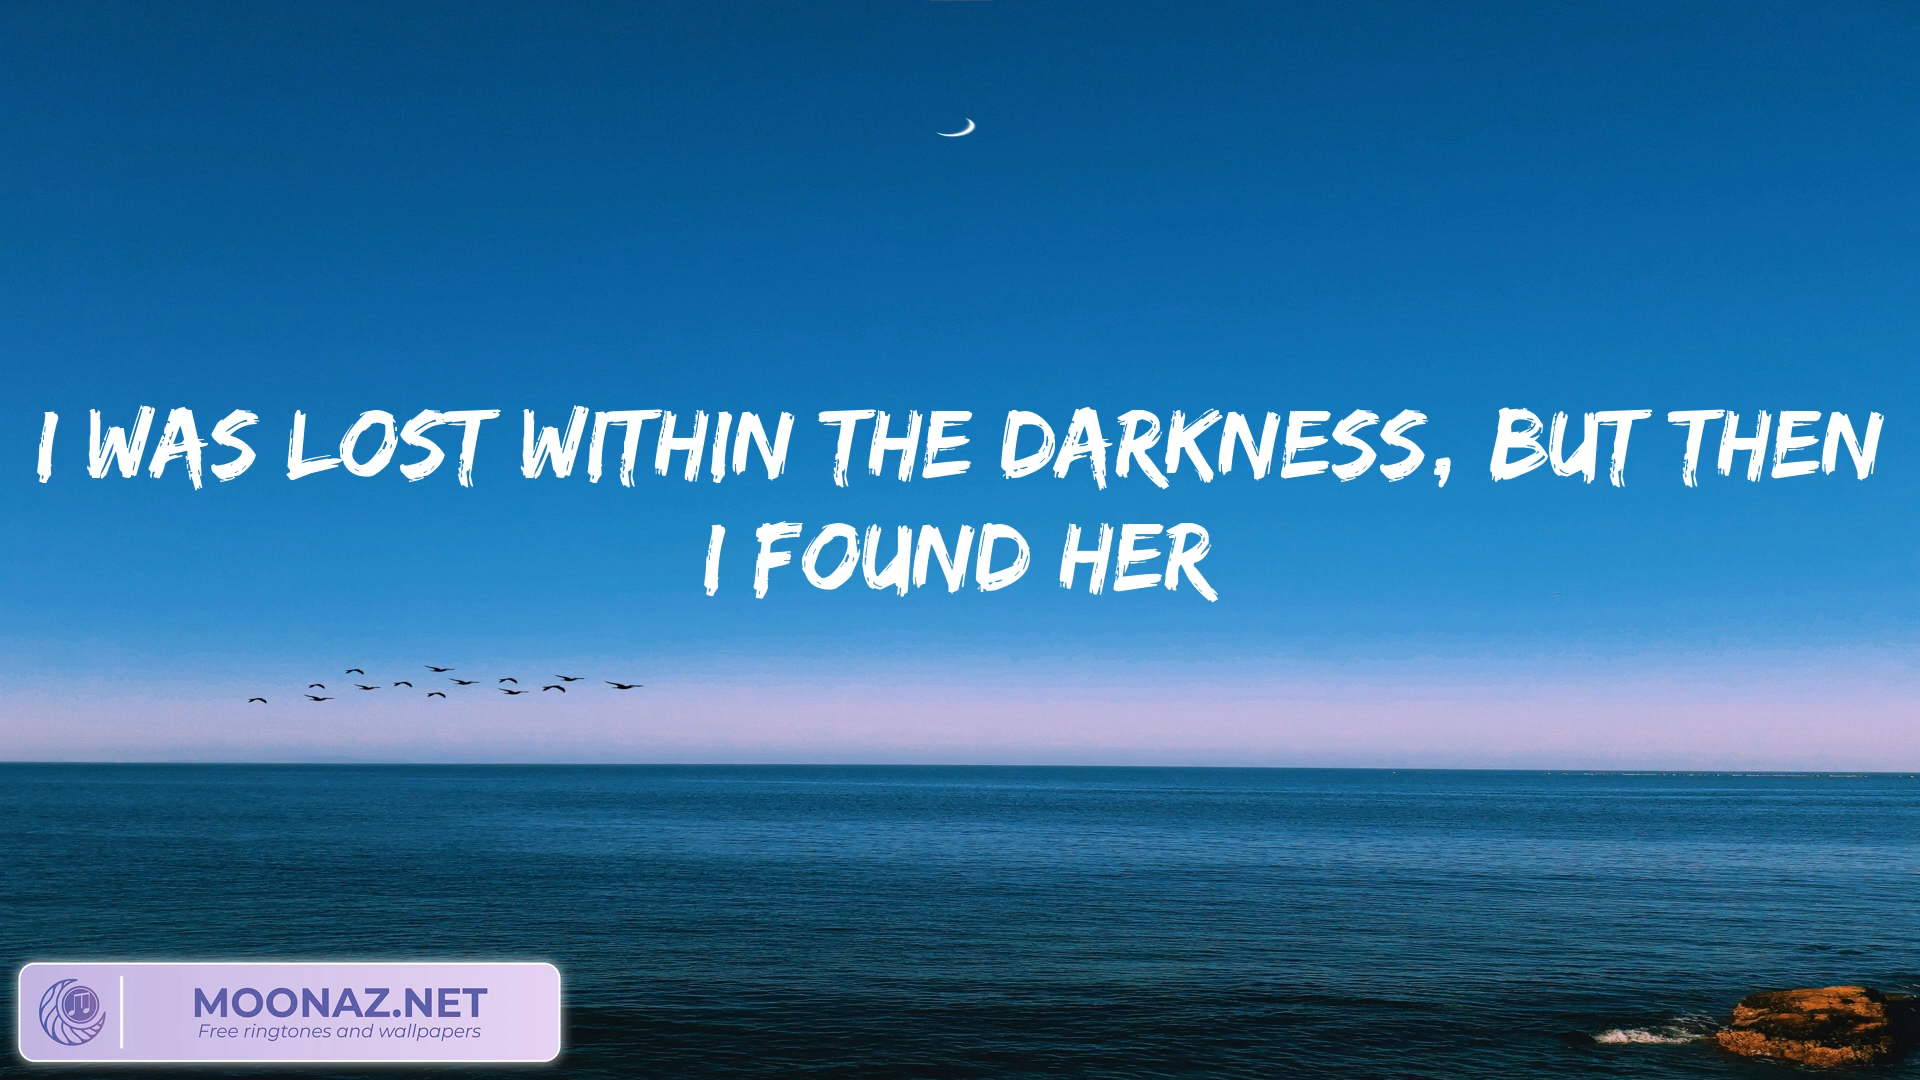 I WAS LOST WITHIN THE DARKNESS, BUT THEN
I FOUND HER
MOONAZ.NET
Free ringtones and wallpapers